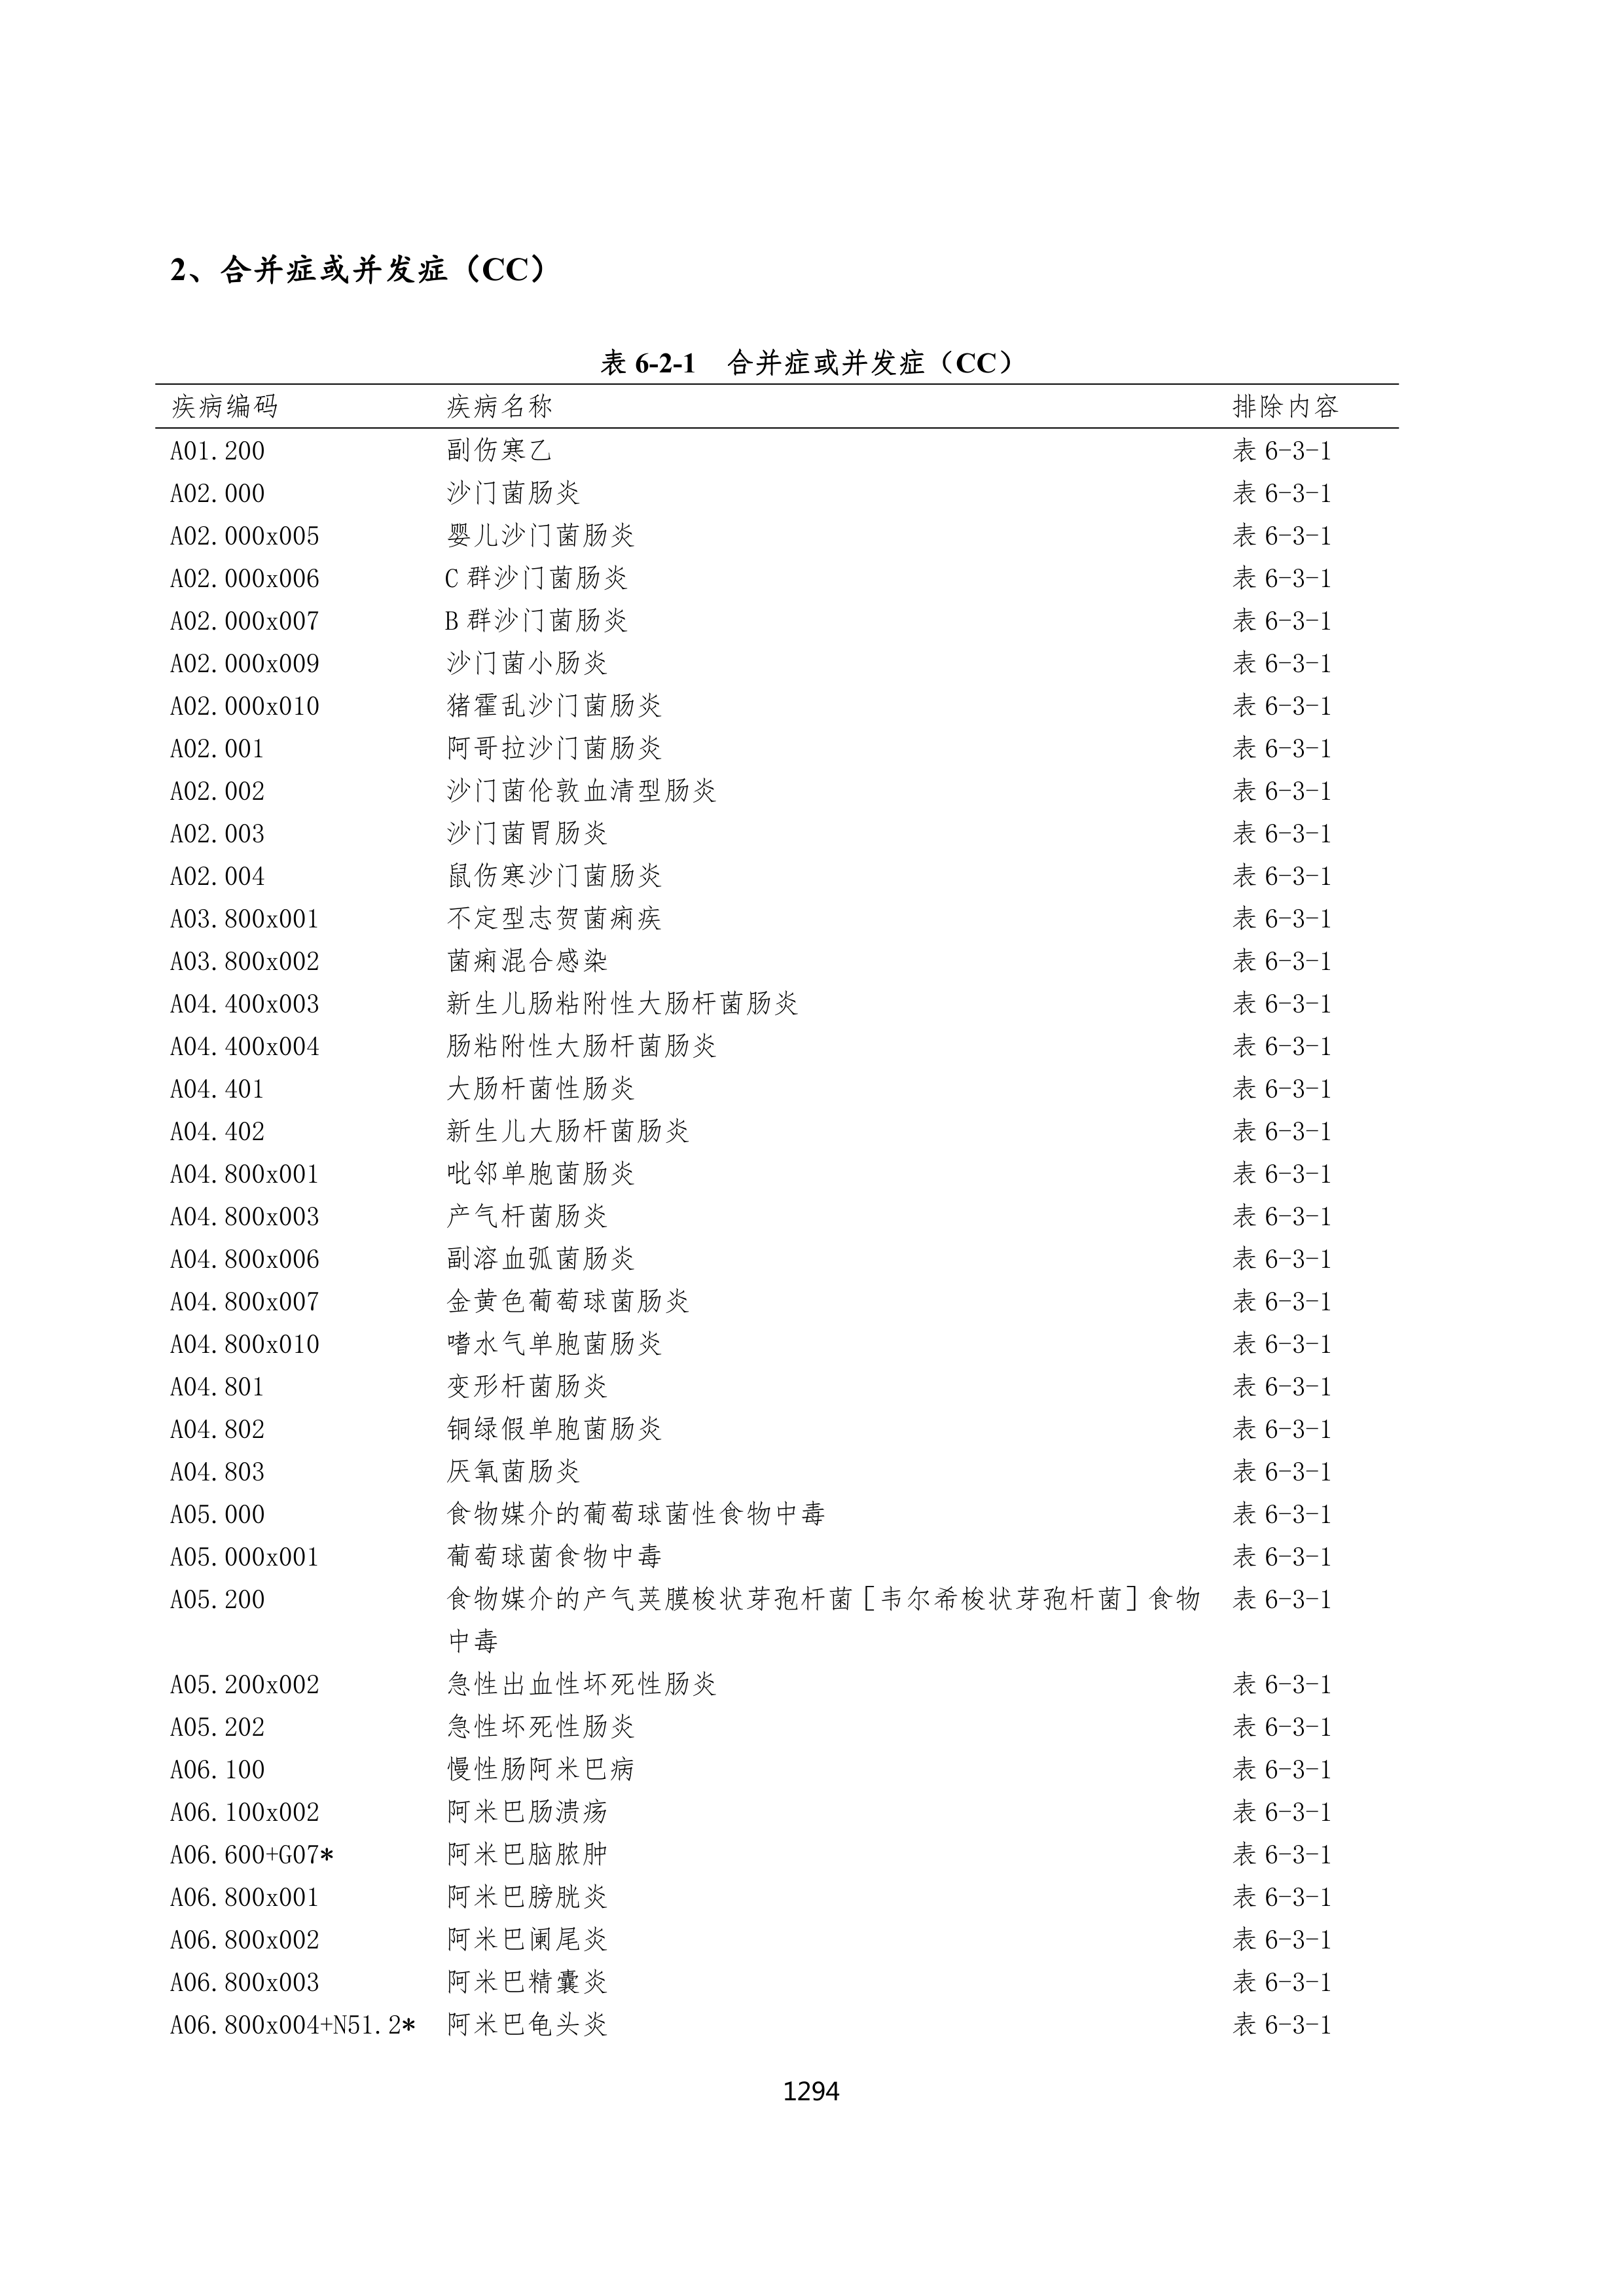 2、合并症或并发症（CC）
表 6-2-1 合并症或并发症（CC）
疾病编码 疾病名称 排除内容
A01.200 副伤寒乙 表 6-3-1
A02.000 沙门菌肠炎 表 6-3-1
A02.000x005 婴儿沙门菌肠炎 表 6-3-1
A02.000x006 C 群沙门菌肠炎 表 6-3-1
A02.000x007 B 群沙门菌肠炎 表 6-3-1
A02.000x009 沙门菌小肠炎 表 6-3-1
A02.000x010 猪霍乱沙门菌肠炎 表 6-3-1
A02.001 阿哥拉沙门菌肠炎 表 6-3-1
A02.002 沙门菌伦敦血清型肠炎 表 6-3-1
A02.003 沙门菌胃肠炎 表 6-3-1
A02.004 鼠伤寒沙门菌肠炎 表 6-3-1
A03.800x001 不定型志贺菌痢疾 表 6-3-1
A03.800x002 菌痢混合感染 表 6-3-1
A04.400x003 新生儿肠粘附性大肠杆菌肠炎 表 6-3-1
A04.400x004 肠粘附性大肠杆菌肠炎 表 6-3-1
A04.401 大肠杆菌性肠炎 表 6-3-1
A04.402 新生儿大肠杆菌肠炎 表 6-3-1
A04.800x001 吡邻单胞菌肠炎 表 6-3-1
A04.800x003 产气杆菌肠炎 表 6-3-1
A04.800x006 副溶血弧菌肠炎 表 6-3-1
A04.800x007 金黄色葡萄球菌肠炎 表 6-3-1
A04.800x010 嗜水气单胞菌肠炎 表 6-3-1
A04.801 变形杆菌肠炎 表 6-3-1
A04.802 铜绿假单胞菌肠炎 表 6-3-1
A04.803 厌氧菌肠炎 表 6-3-1
A05.000 食物媒介的葡萄球菌性食物中毒 表 6-3-1
A05.000x001 葡萄球菌食物中毒 表 6-3-1
A05.200 食物媒介的产气荚膜梭状芽孢杆菌［韦尔希梭状芽孢杆菌］食物 表 6-3-1
中毒
A05.200x002 急性出血性坏死性肠炎 表 6-3-1
A05.202 急性坏死性肠炎 表 6-3-1
A06.100 慢性肠阿米巴病 表 6-3-1
A06.100x002 阿米巴肠溃疡 表 6-3-1
A06.600+G07* 阿米巴脑脓肿 表 6-3-1
A06.800x001 阿米巴膀胱炎 表 6-3-1
A06.800x002 阿米巴阑尾炎 表 6-3-1
A06.800x003 阿米巴精囊炎 表 6-3-1
A06.800x004+N51.2* 阿米巴龟头炎 表 6-3-1
1294